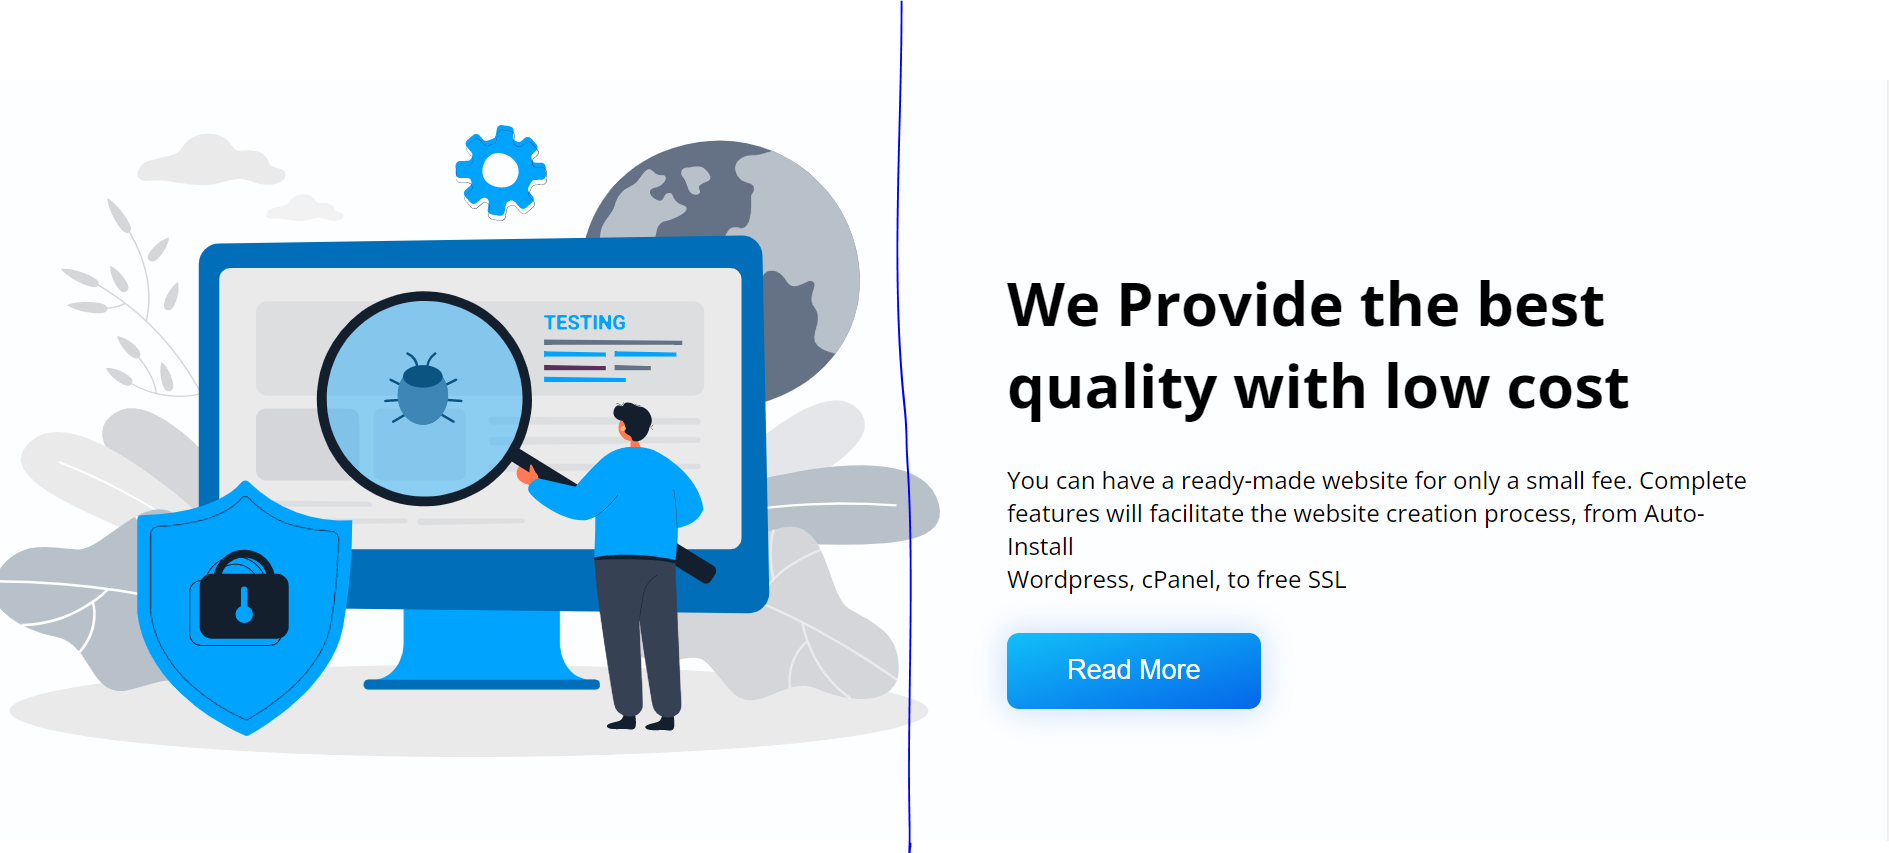 TESTING
We Provide the best
quality with low cost
You can have a ready-made website for only a small fee. Complete
features will facilitate the website creation process, from Auto-
Install
Wordpress, cPanel, to free SSL
Read More